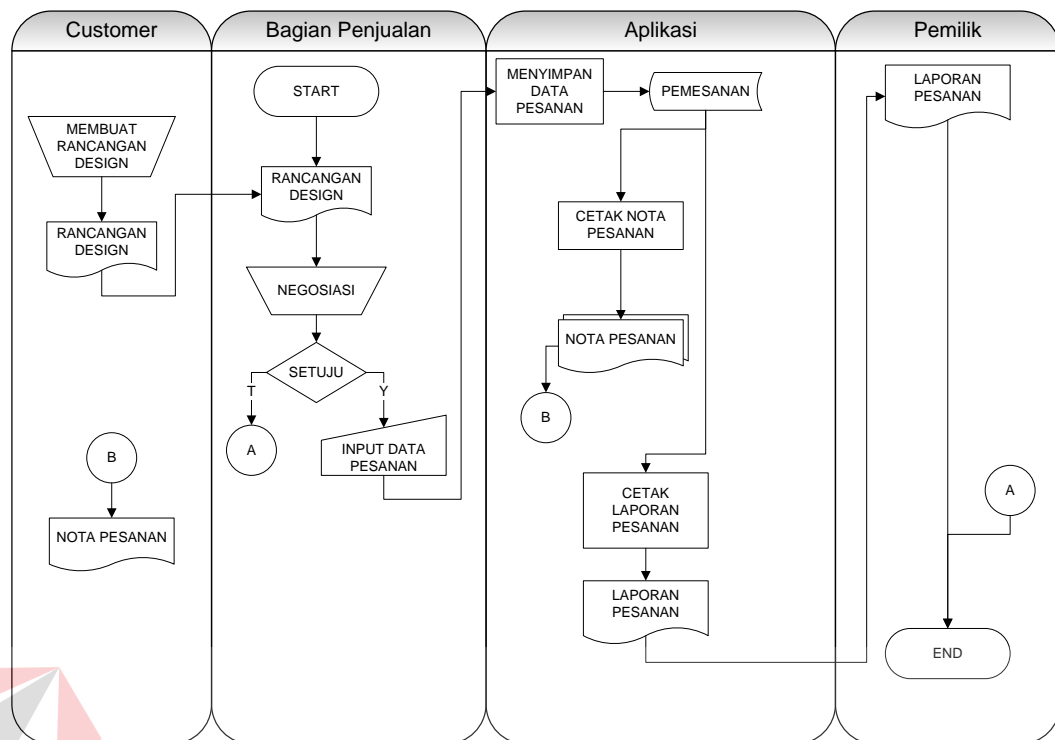 Customer
Bagian Penjualan
Aplikasi
Pemilik
MEMBUAT
RANCANGAN
DESIGN
RANCANGAN
DESIGN
B
NOTA PESANAN
START
RANCANGAN
DESIGN
NEGOSIASI
SETUJU
T
Y
A
INPUT DATA
PESANAN
MENYIMPAN
DATA
PESANAN
PEMESANAN
CETAK NOTA
PESANAN
NOTA PESANAN
B
CETAK
LAPORAN
PESANAN
LAPORAN
PESANAN
LAPORAN
PESANAN
A
END